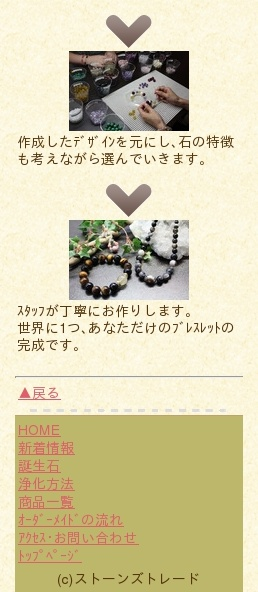 作成したﾃﾞｻﾞｲﾝを元にし､石の特徴
も考えながら選んでいきます。
ｽﾀｯﾌが丁寧にお作りします。
世界に1つ､あなただけのﾌﾞﾚｽﾚｯﾄの
完成です。
▲戻る
HOME
新着情報
誕生石
浄化方法
商品一覧
ｵｰﾀﾞｰﾒｲﾄﾞの流れ
ｱｸｾｽ･お問い合わせ
ﾄｯﾌﾟﾍﾟｰｼﾞ
(c)ストーンズトレード